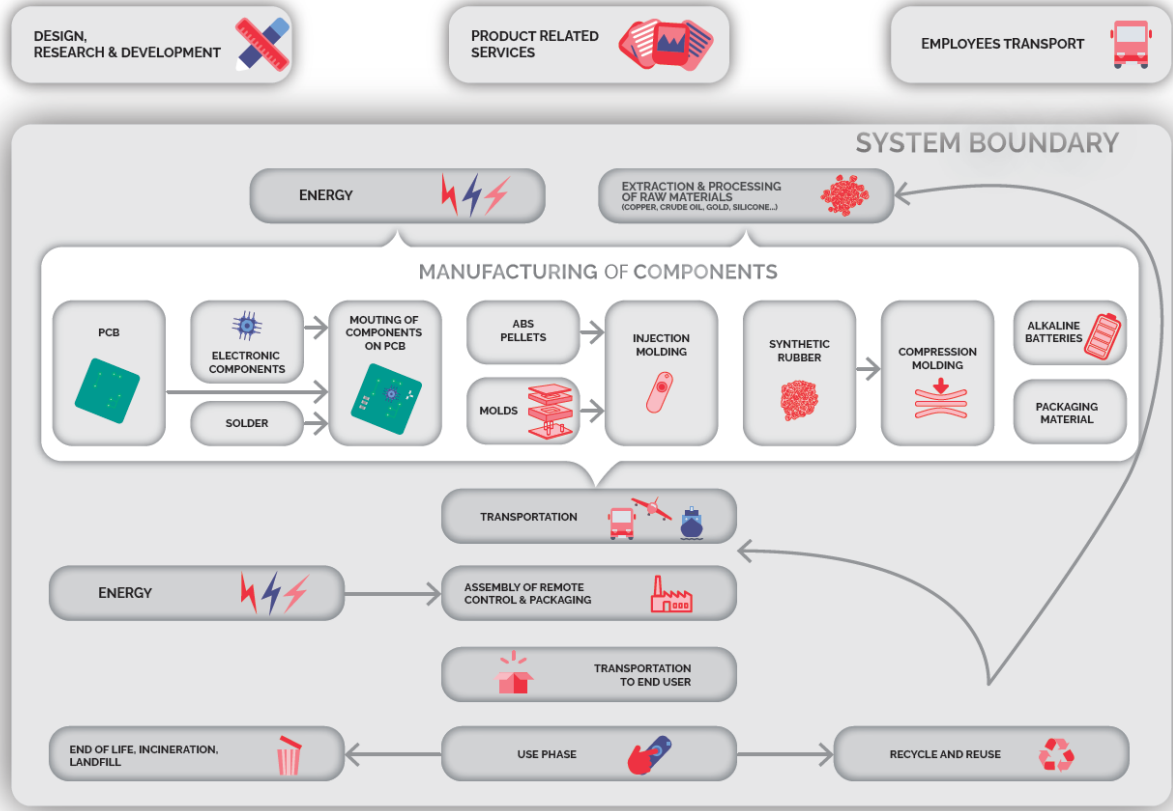 DESIGN,
RESEARCH & DEVELOPMENT
PRODUCT RELATED
SERVICES
EMPLOYEES TRANSPORT
SYSTEM BOUNDARY
ENERGY
EXTRACTION & PROCESSING
OF RAW MATERIALS
(COPPER, CRUDE OIL, GOLD, SILICONE...)
MANUFACTURING OF COMPONENTS
PCB
ELECTRONIC
COMPONENTS
SOLDER
MOUTING OF
COMPONENTS
ON PCB
ABS
PELLETS
MOLDS
INJECTION
MOLDING
SYNTHETIC
RUBBER
COMPRESSION
MOLDING
ALKALINE
BATTERIES
PACKAGING
MATERIAL
TRANSPORTATION
ENERGY
ASSEMBLY OF REMOTE
CONTROL & PACKAGING
TRANSPORTATION
TO END USER
END OF LIFE, INCINERATION,
LANDFILL
USE PHASE
RECYCLE AND REUSE